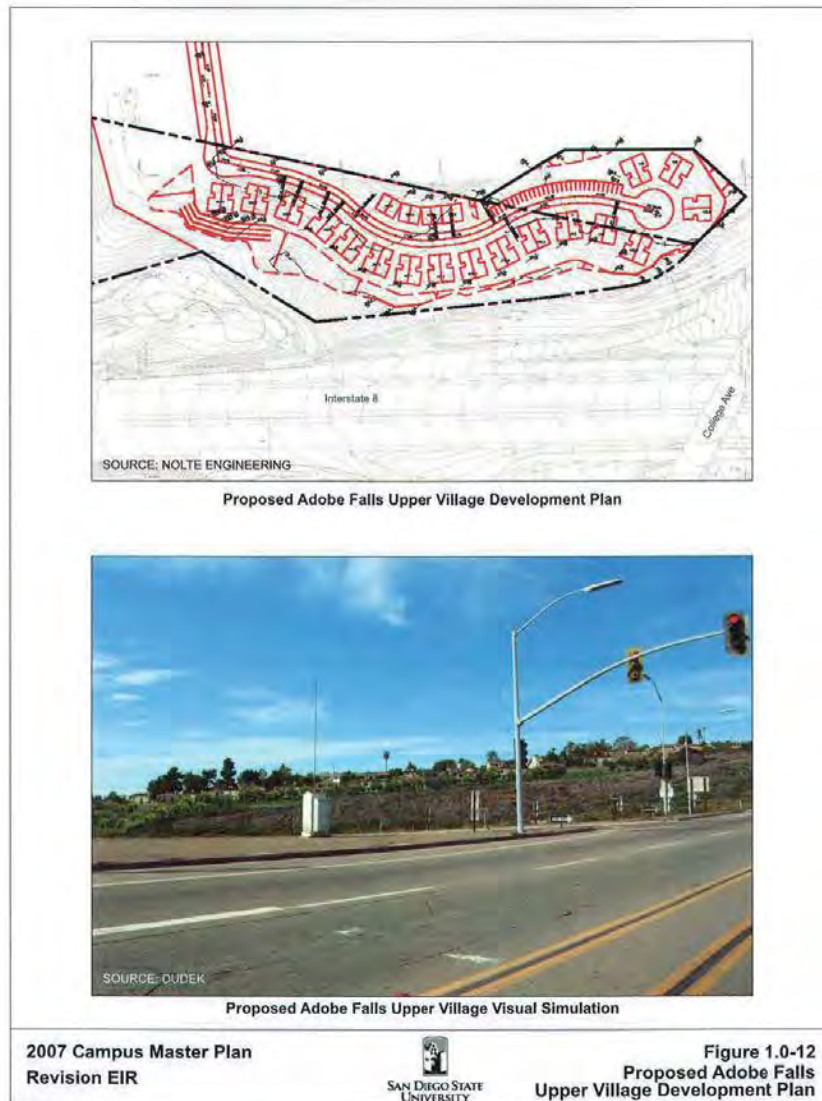 Interstate 8
College Ave
SOURCE: NOLTE ENGINEERING
Proposed Adobe Falls Upper Village Development Plan
SOURCE: DUDEK
Proposed Adobe Falls Upper Village Visual Simulation
2007 Campus Master Plan
Revision EIR
SAN DIEGO STATE
UNIVERSITY
Figure 1.0-12
Proposed Adobe Falls
Upper Village Development Plan